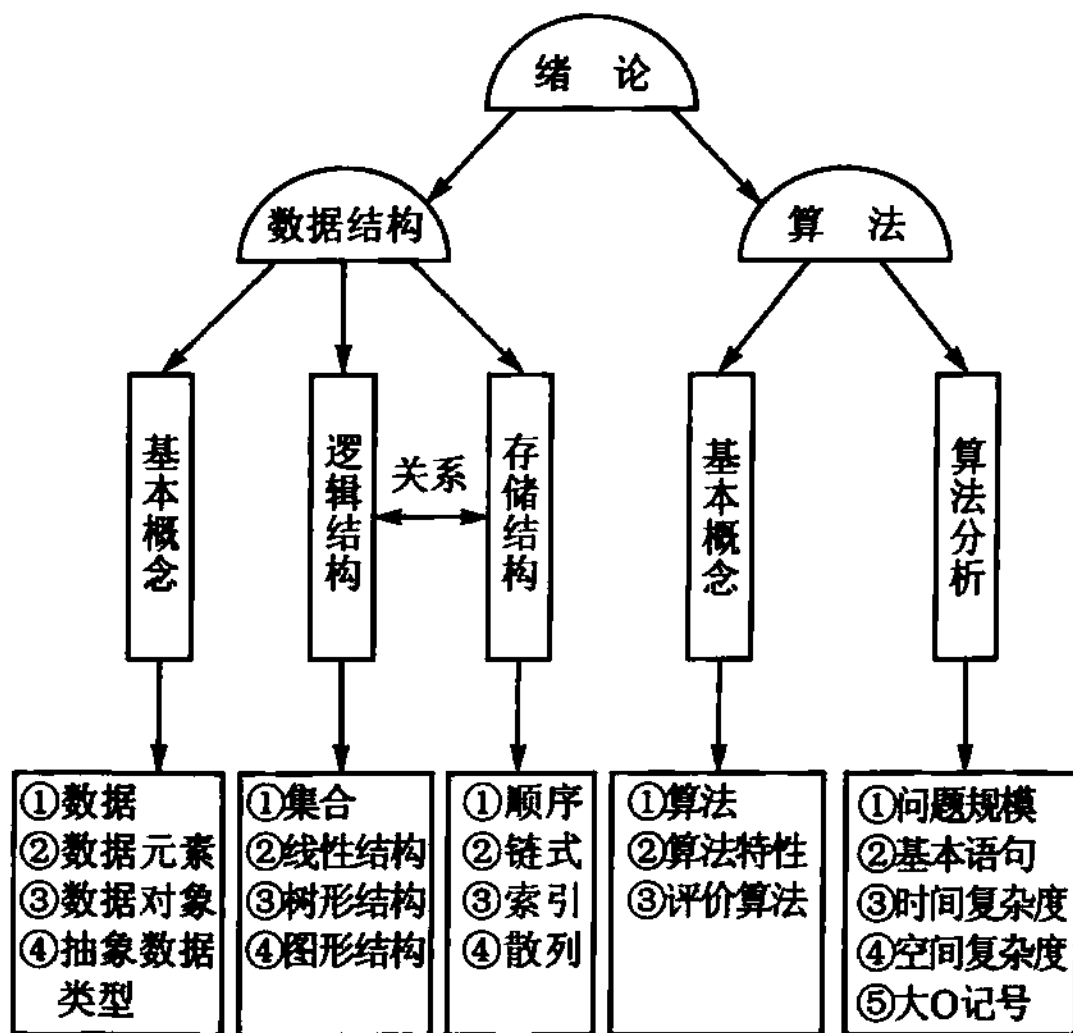 绪 论
数据结构
算 法
基本概念
逻辑结构
关系
存储结构
基本概念
算法分析
①数据
②数据元素
③数据对象
④抽象数据
类型
①集合
②线性结构
③树形结构
④图形结构
①顺序
②链式
③索引
④散列
①算法
②算法特性
③评价算法
①问题规模
②基本语句
③时间复杂度
④空间复杂度
⑤大O记号